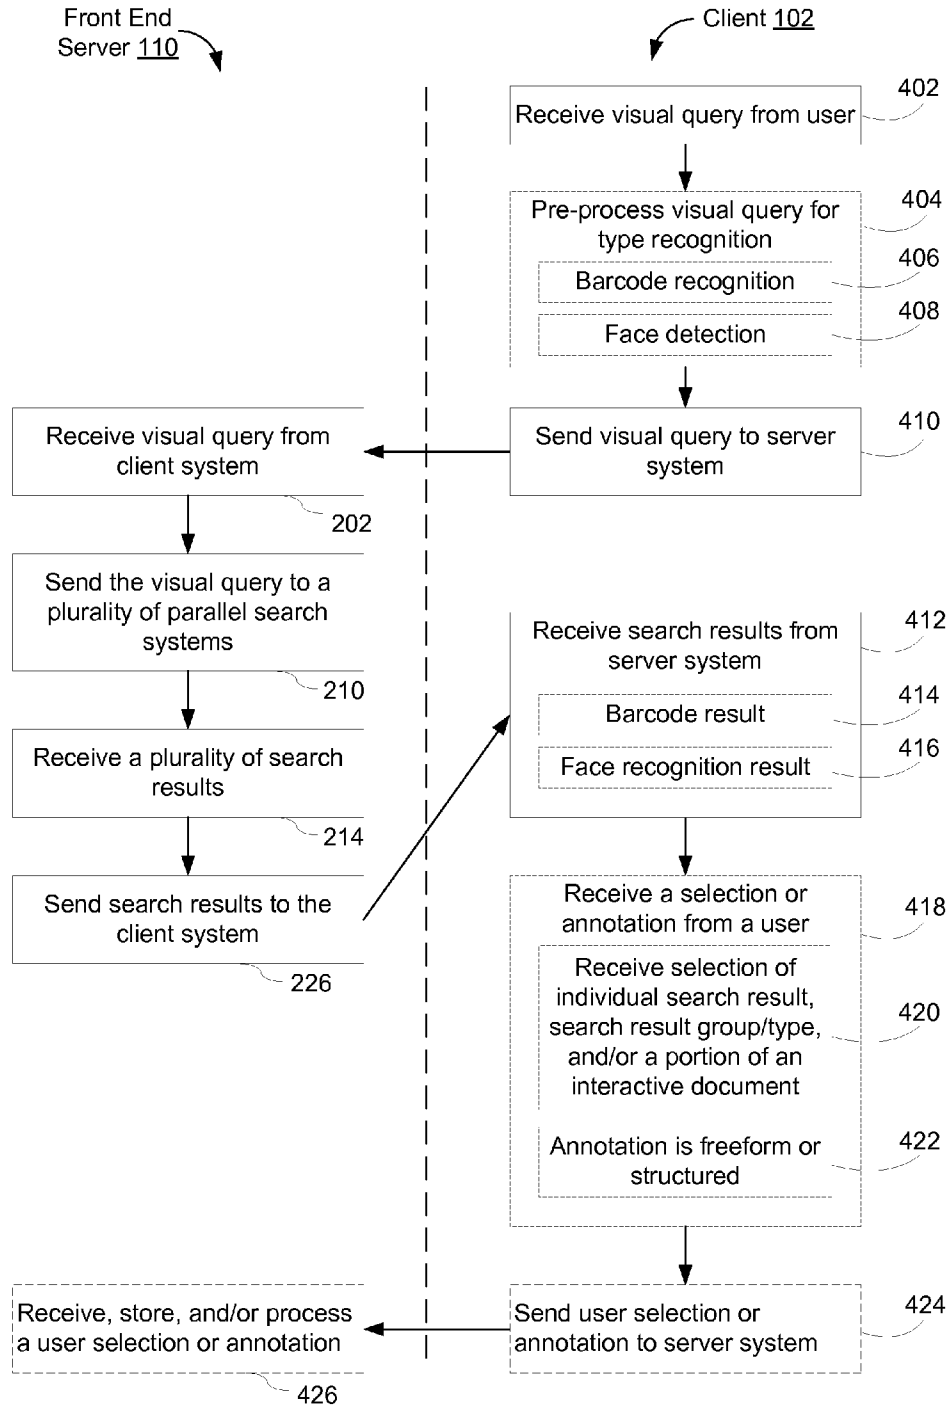 Front End
Server 110
Client 102
402
Receive visual query from user
404
Pre-process visual query for
type recognition
406
Barcode recognition
408
Face detection
410
Send visual query to server
system
Receive visual query from
client system
202
Send the visual query to a
plurality of parallel search
systems
210
Receive a plurality of search
results
214
Send search results to the
client system
226
412
Receive search results from
server system
414
Barcode result
416
Face recognition result
418
Receive a selection or
annotation from a user
420
Receive selection of
individual search result,
search result group/type,
and/or a portion of an
interactive document
422
Annotation is freeform or
structured
424
Send user selection or
annotation to server system
Receive, store, and/or process
a user selection or annotation
426